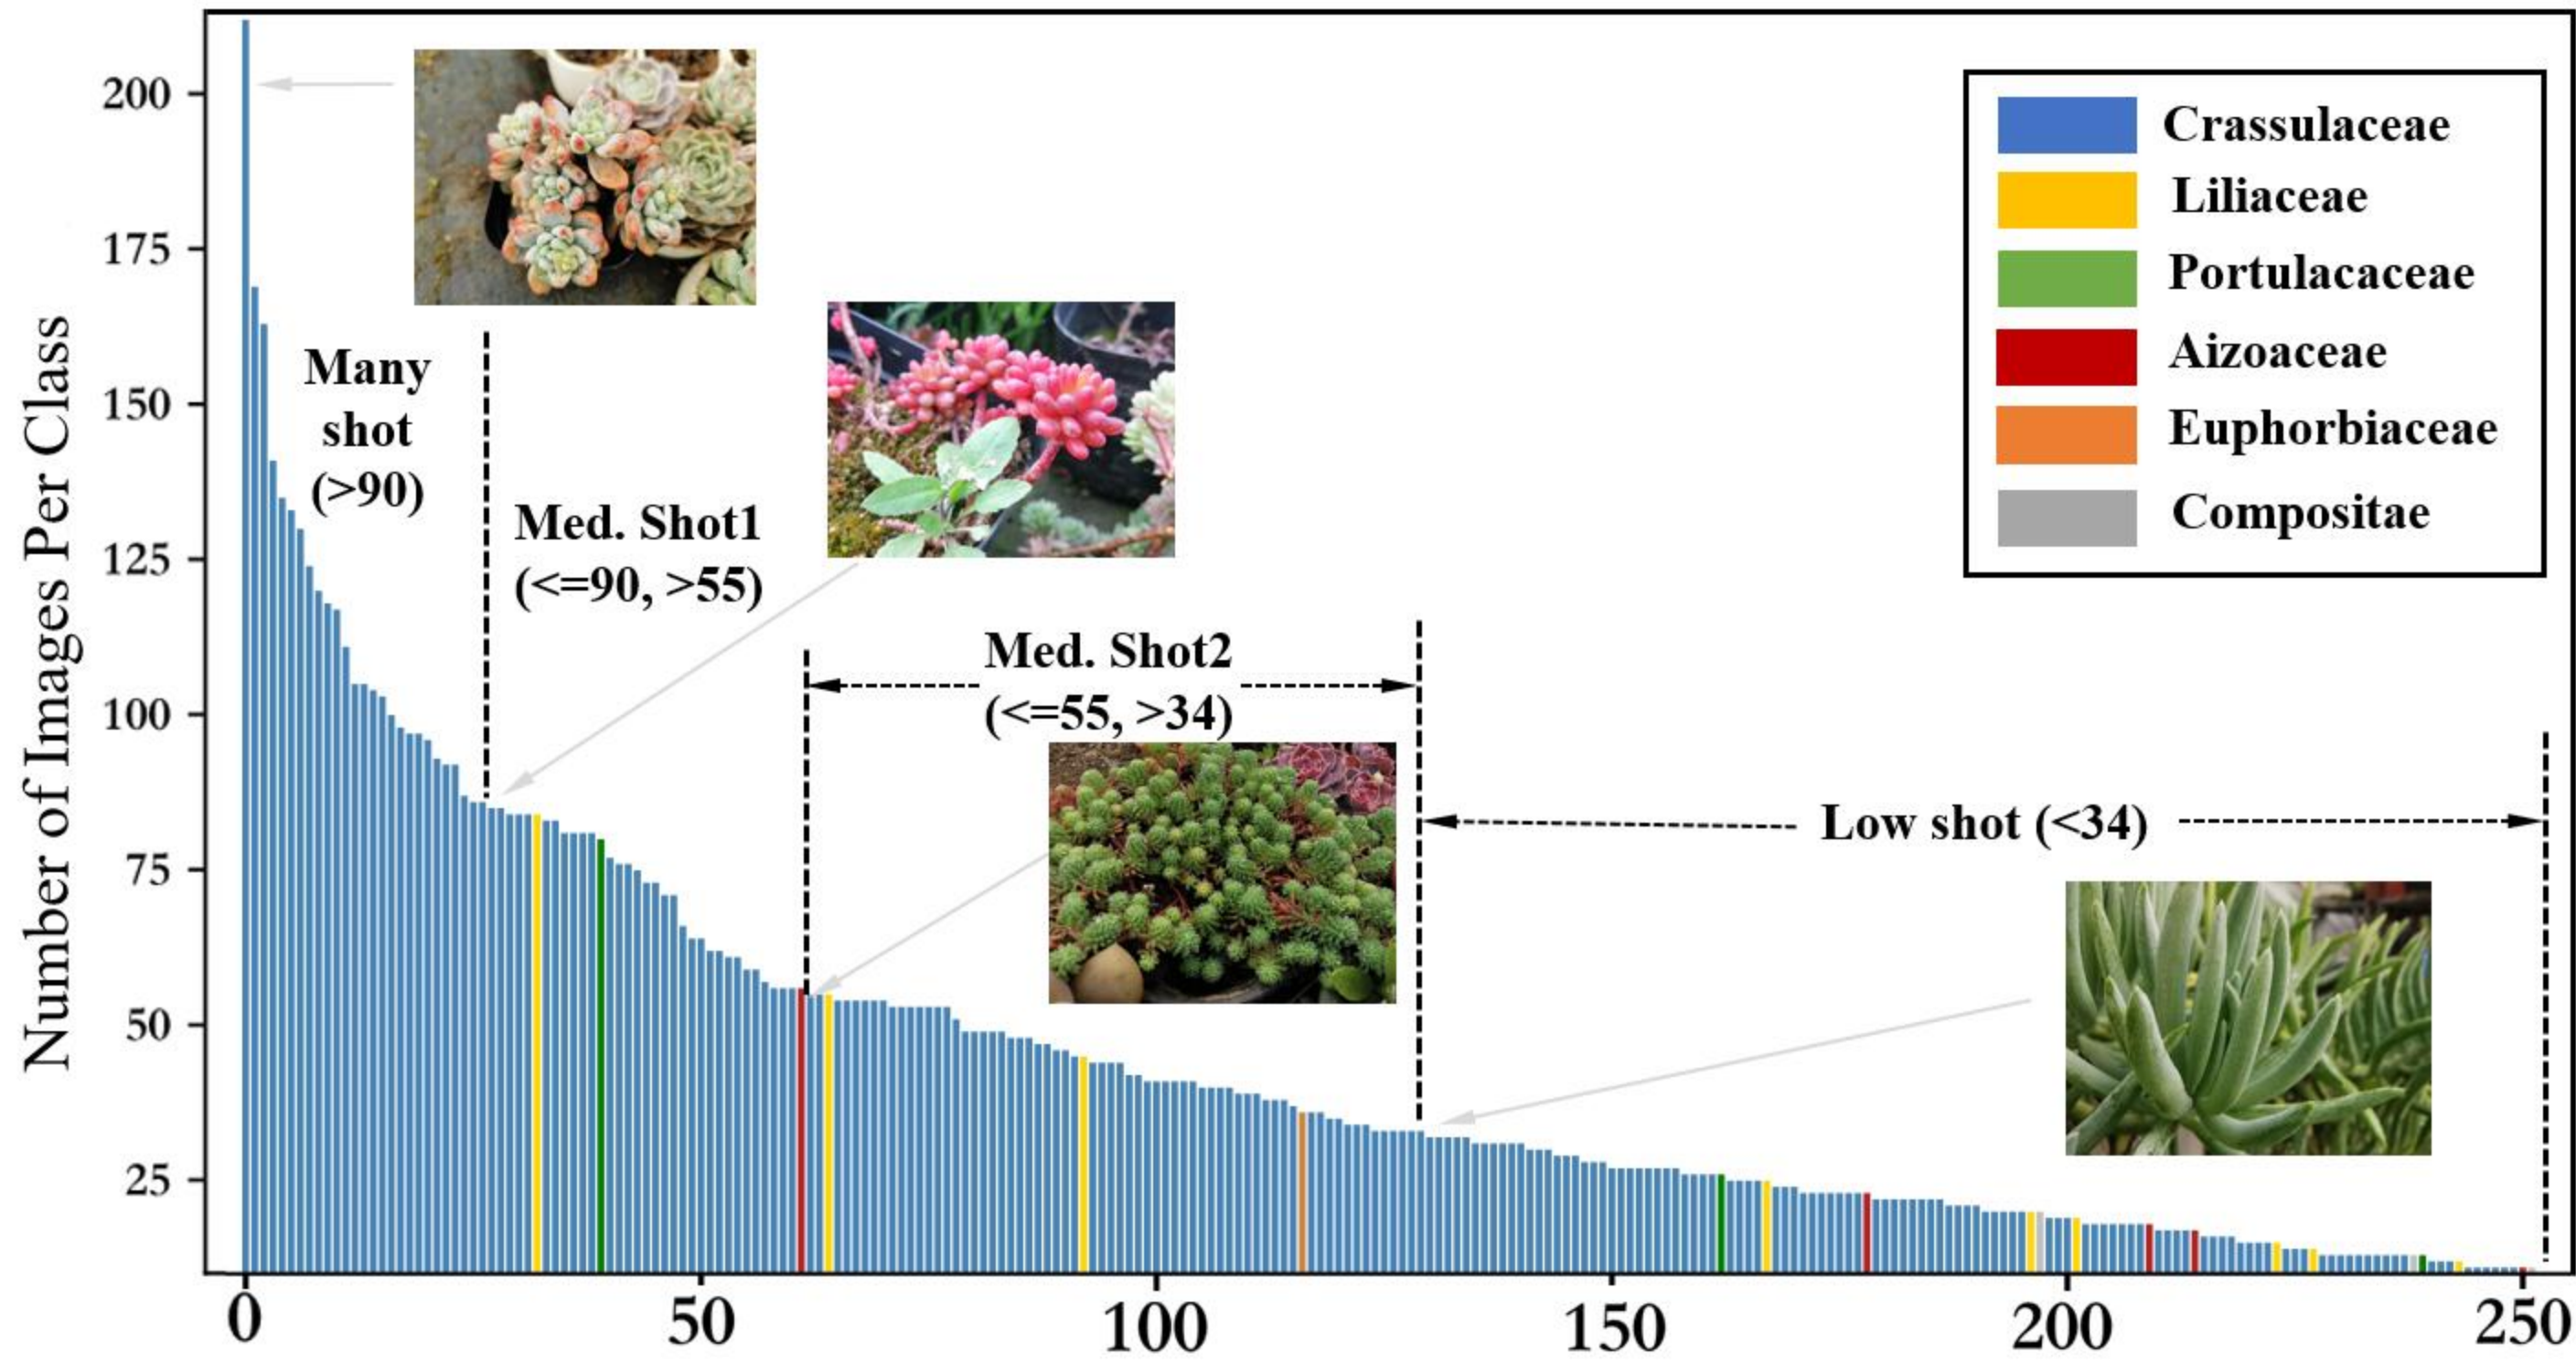 Number of Images Per Class
200
175
150
125
100
75
50
25
0
50
100
150
200
250
Many
shot
(>90)
Med. Shot1
(<=90, >55)
Med. Shot2
(<=55, >34)
Low shot (<34)
Crassulaceae
Liliaceae
Portulacaceae
Aizoaceae
Euphorbiaceae
Compositae